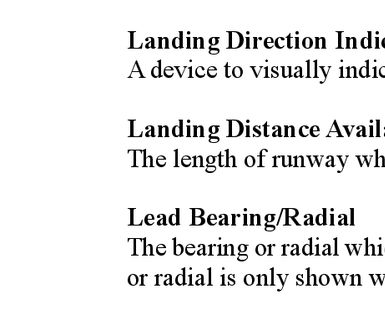 Landing Direction Indi
A device to visually indic
Landing Distance Avail
The length of runway wh
Lead Bearing/Radial
The bearing or radial whi
or radial is only shown w